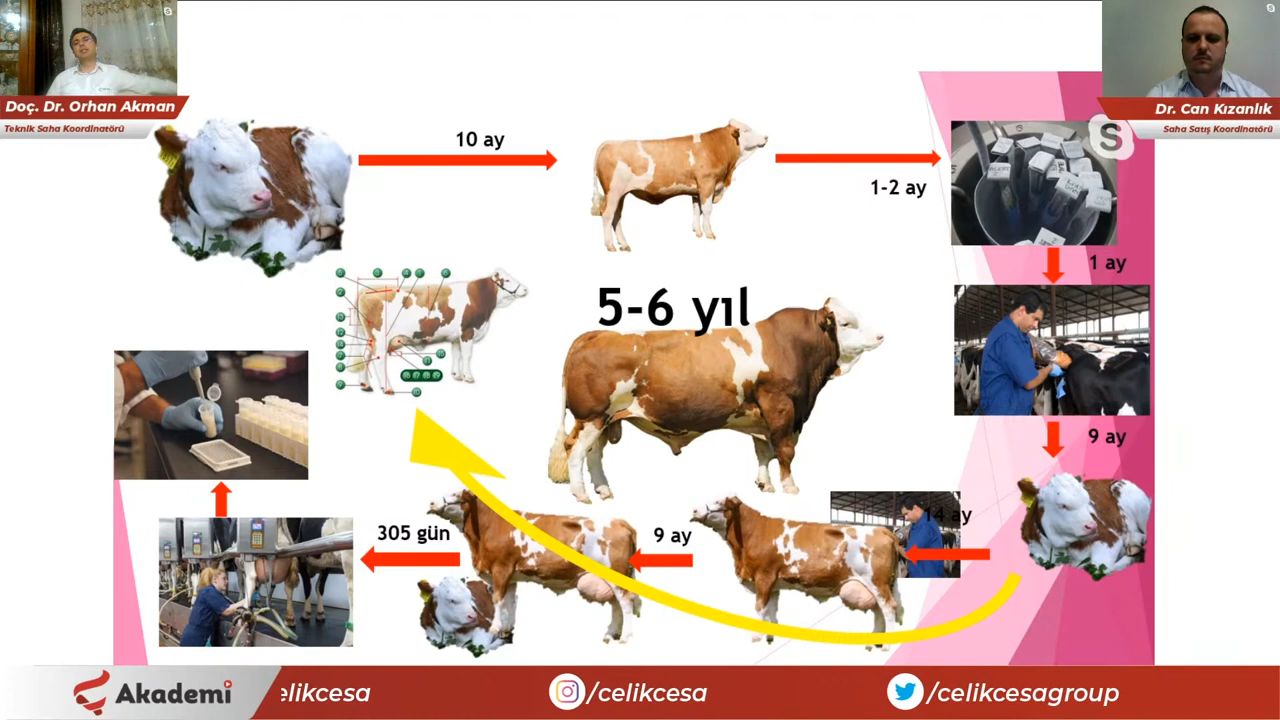 Doç. Dr. Orhan Akman
Teknik Saha Koordinatörü
Dr. Can Kızanlık
Saha Satış Koordinatörü
10 ay
1-2 ay
1 ay
5-6 yıl
9 ay
14 ay
9 ay
305 gün
Akademi
elikcesa
/celikcesa
/celikcesagroup